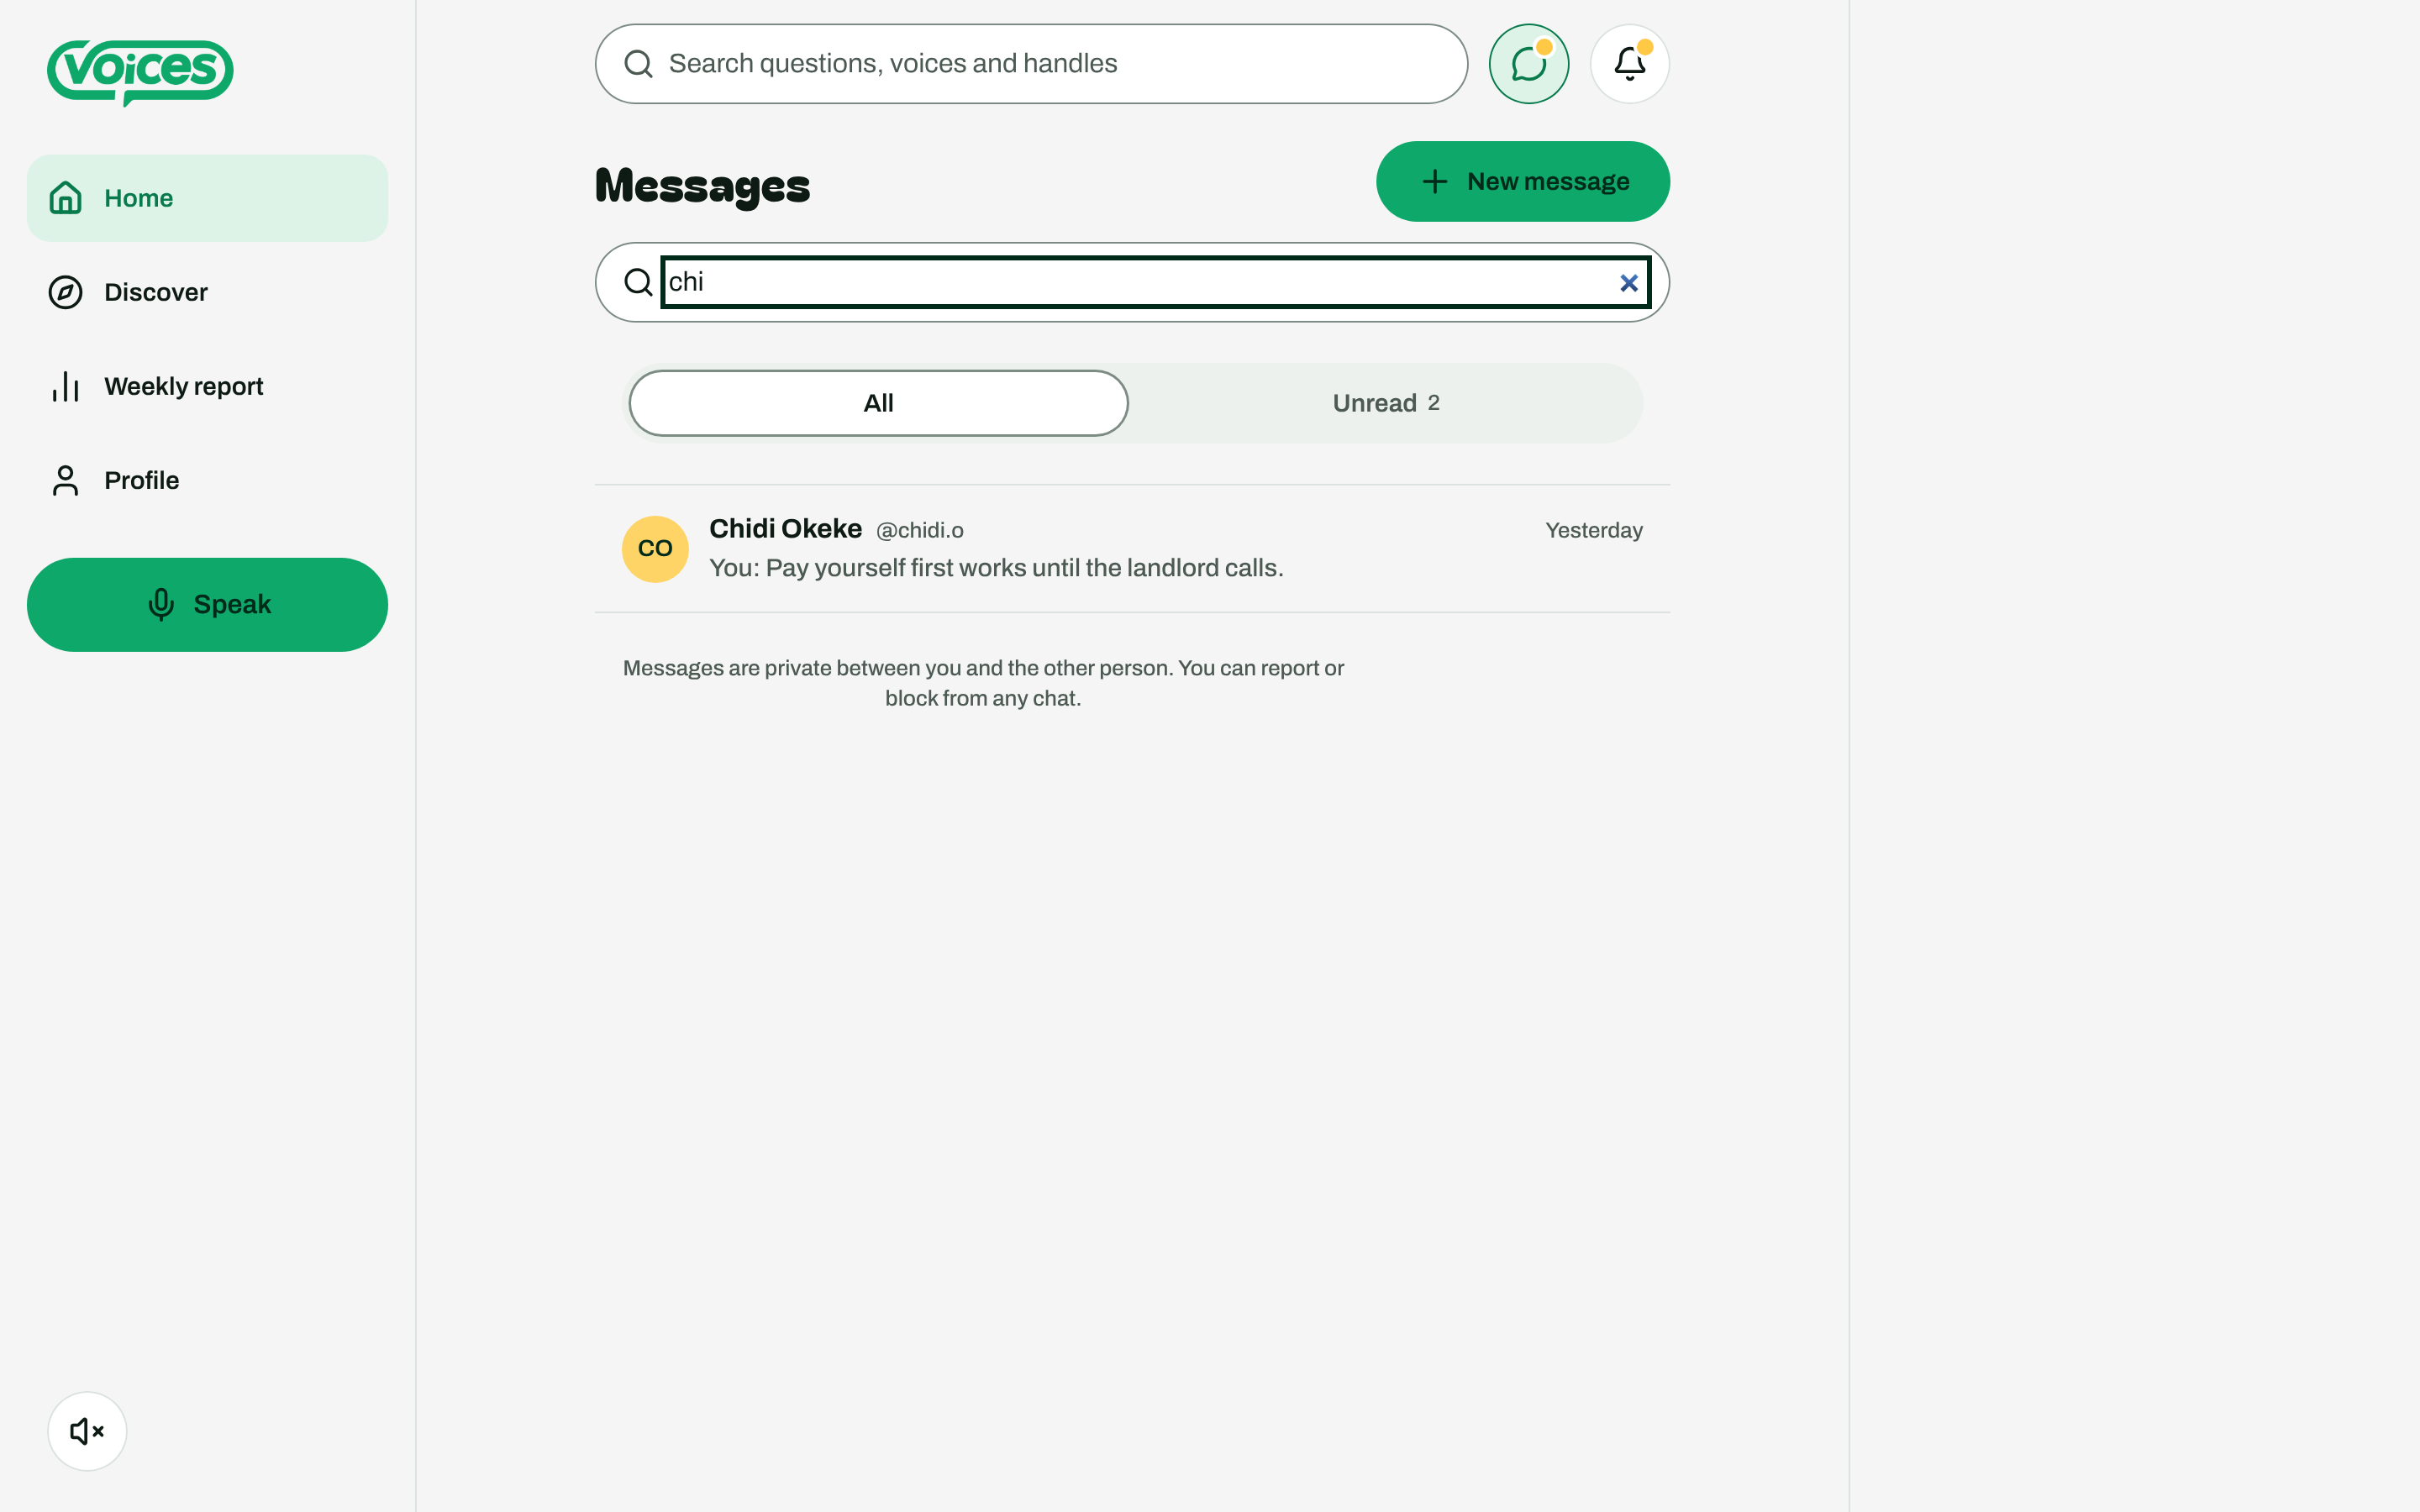 voices
Search questions, voices and handles
Home
Discover
Weekly report
Profile
Speak
Messages
New message
chi
All
Unread 2
CO
Chidi Okeke @chidi.o
Yesterday
You: Pay yourself first works until the landlord calls.
Messages are private between you and the other person. You can report or
block from any chat.